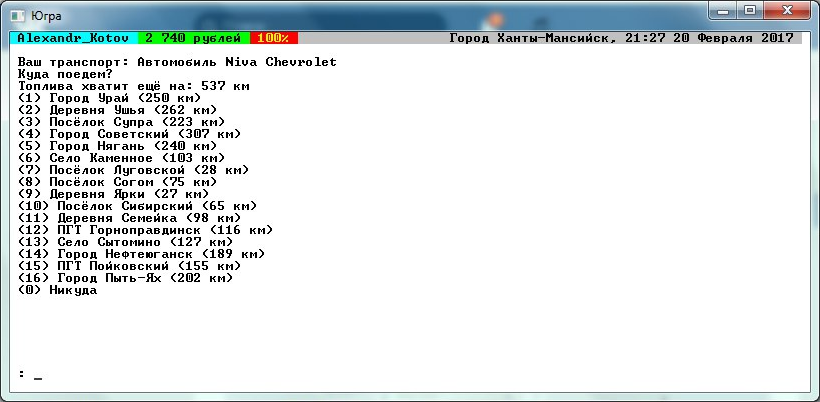 Югра
Alexandr_Kotov 2 740 рублей 100% Город Ханты-Мансийск, 21:27 20 Февраля 2017
Ваш транспорт: Автомобиль Niva Chevrolet
Куда поедем?
Топлива хватит ещё на: 537 км
(1) Город Урай (250 км)
(2) Деревня Ушья (262 км)
(3) Посёлок Супра (223 км)
(4) Город Советский (307 км)
(5) Город Нягань (240 км)
(6) Село Каменное (103 км)
(7) Посёлок Луговской (28 км)
(8) Посёлок Согом (75 км)
(9) Деревня Ярки (27 км)
(10) Посёлок Сибирский (65 км)
(11) Деревня Семейка (98 км)
(12) ПГТ Горноправдинск (116 км)
(13) Село Сытомино (127 км)
(14) Город Нефтеюганск (189 км)
(15) ПГТ Пойковский (155 км)
(16) Город Пыть-Ях (202 км)
(0) Никуда
: _